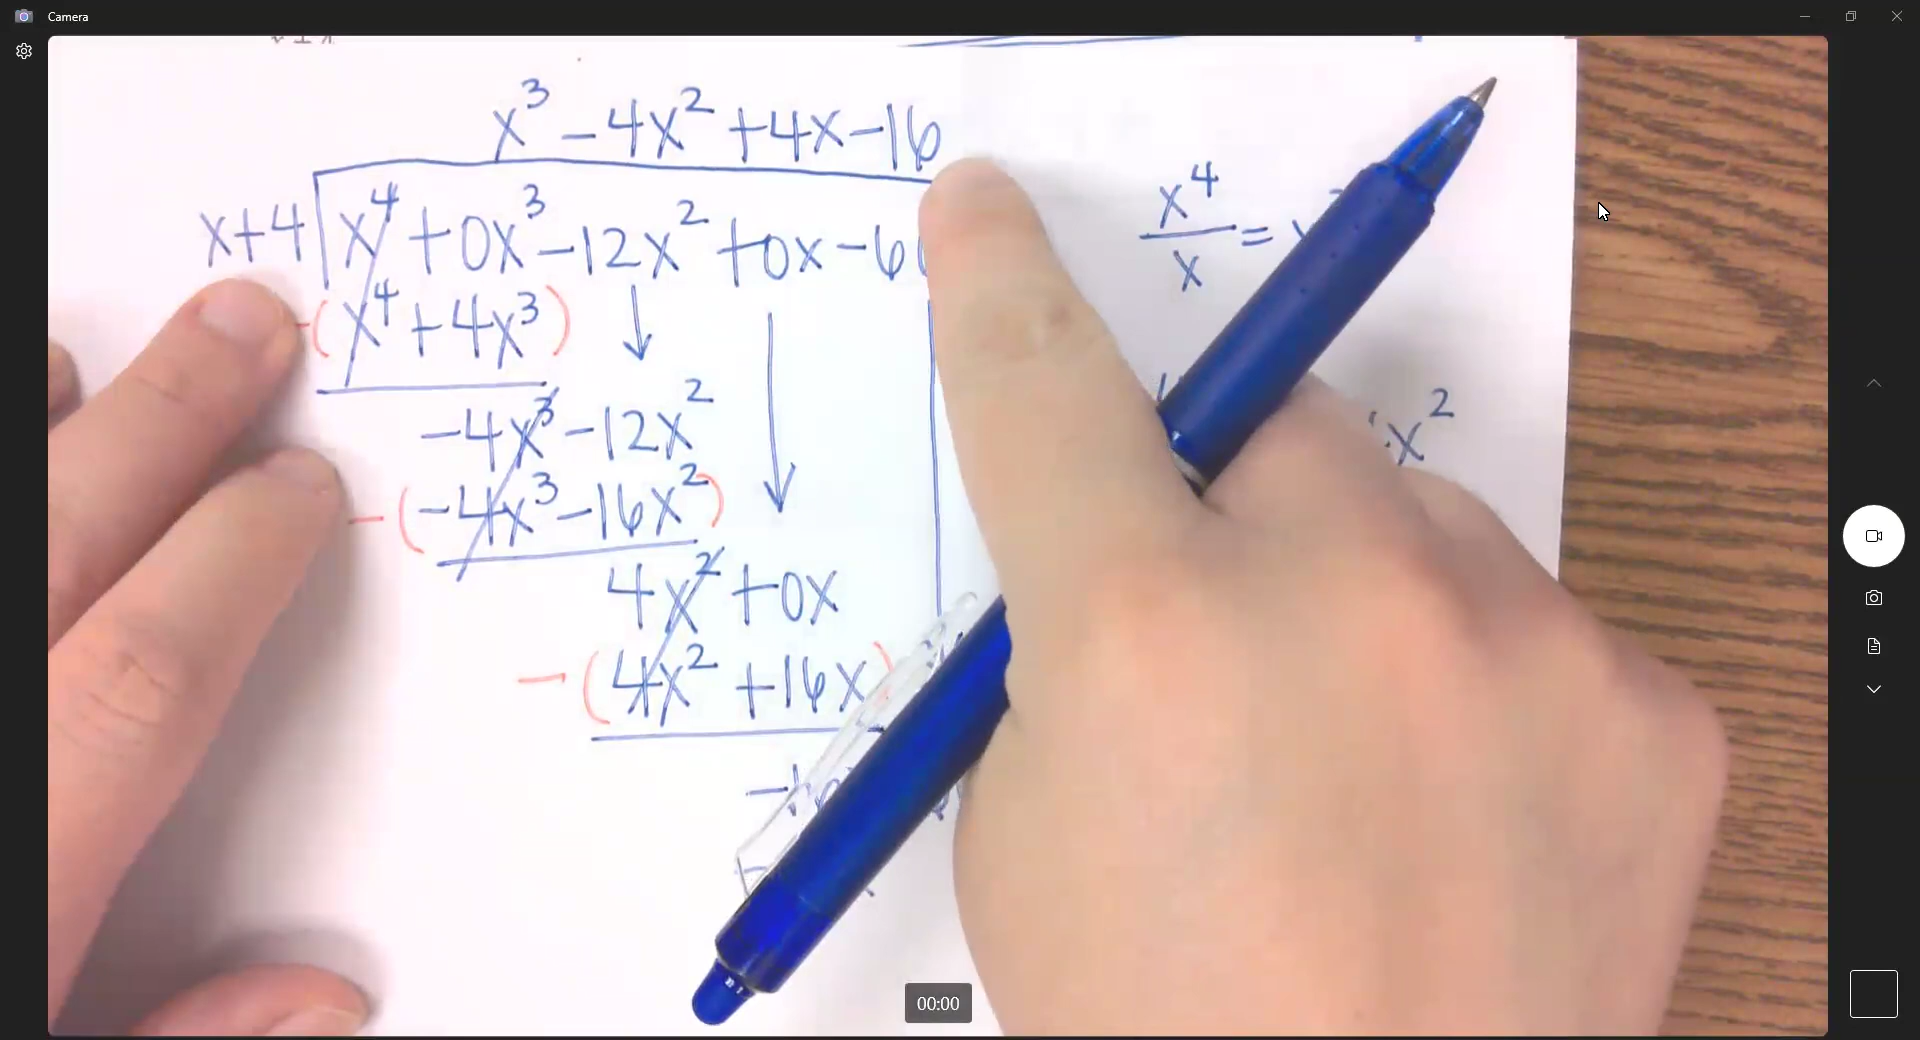 Camera
x³ - 4x² + 4x - 16
x+4 x⁴ + 0x³ - 12x² + 0x - 6
-(x⁴ + 4x³)
-4x³ - 12x²
-(-4x³ - 16x²)
4x² + 0x
-(4x² + 16x)
x⁴
x
=
x²
00:00